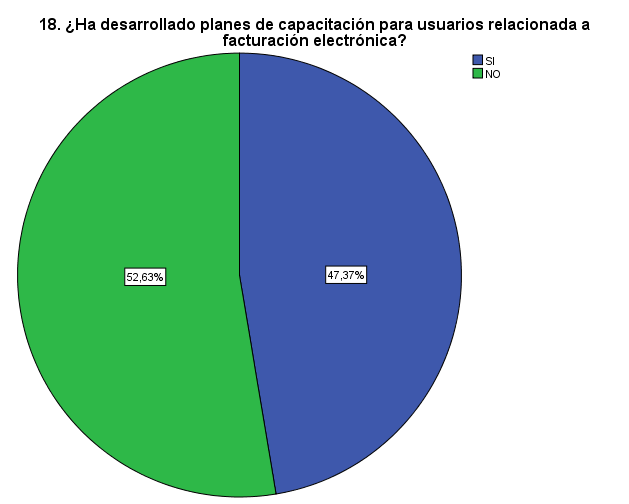 18. ¿Ha desarrollado planes de capacitación para usuarios relacionada a
facturación electrónica?
SI
NO
52,63%
47,37%